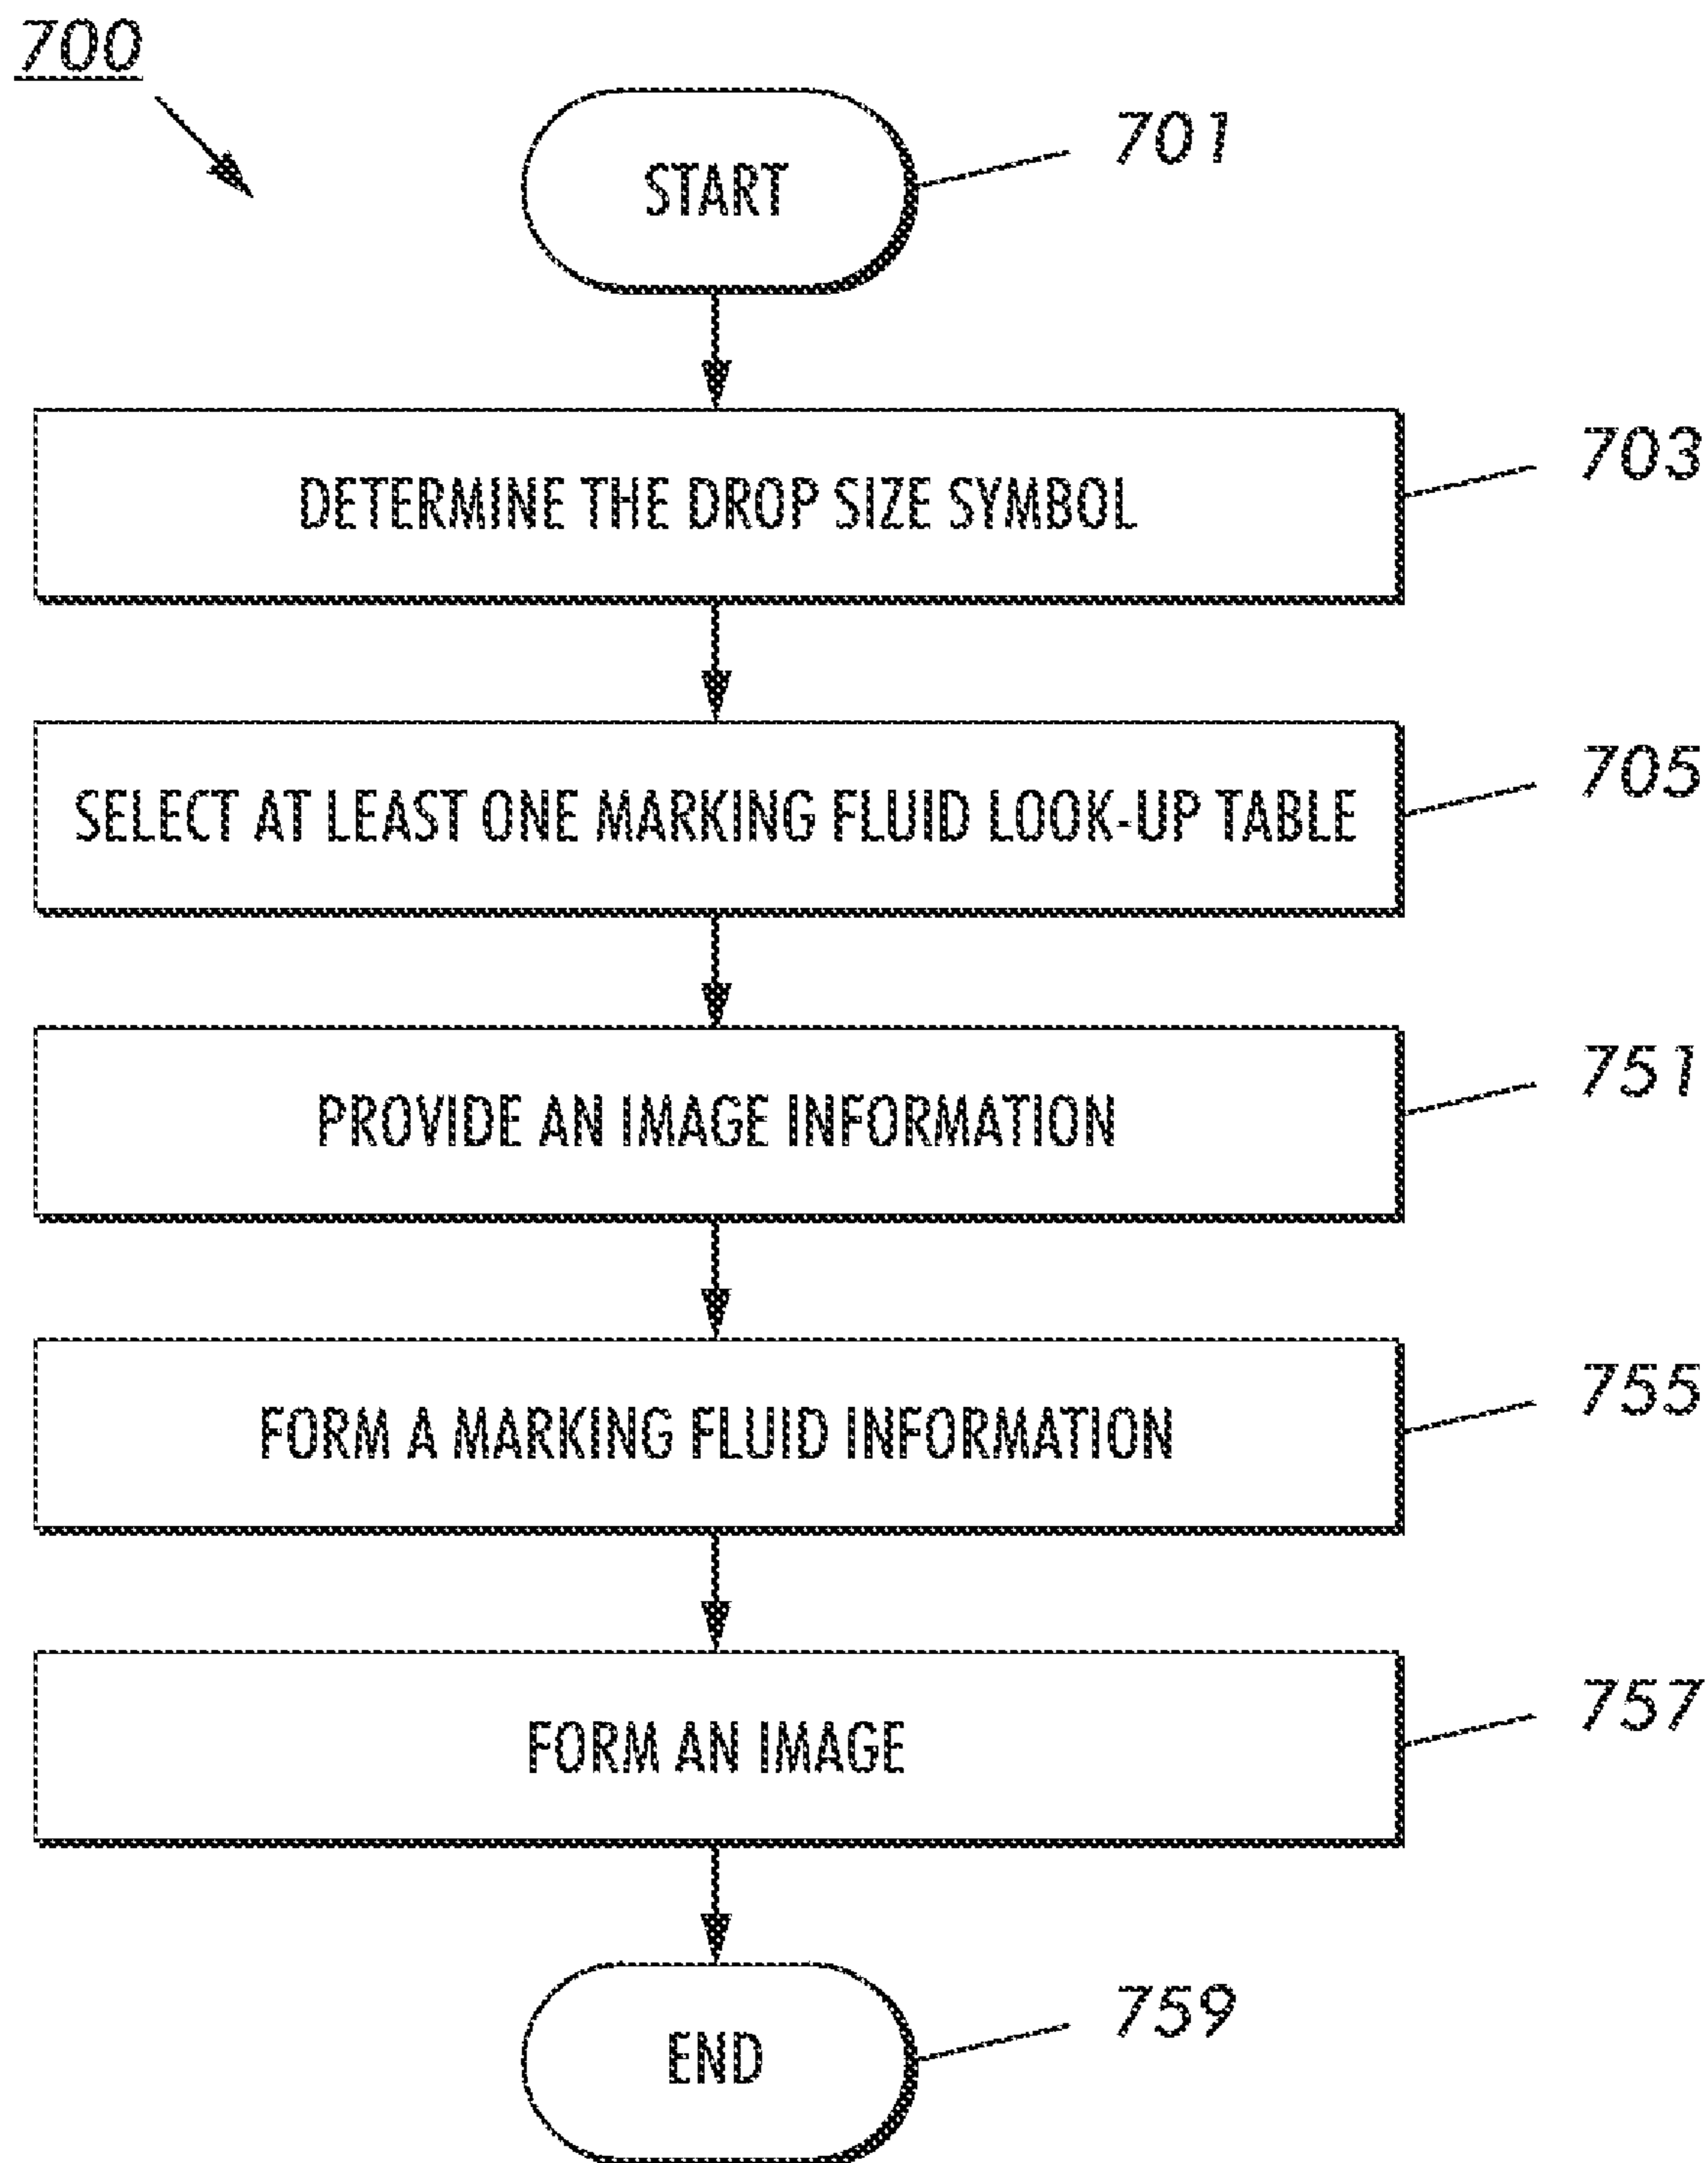 700
START
701
DETERMINE THE DROP SIZE SYMBOL
703
SELECT AT LEAST ONE MARKING FLUID LOOK-UP TABLE
705
PROVIDE AN IMAGE INFORMATION
751
FORM A MARKING FLUID INFORMATION
755
FORM AN IMAGE
757
END
759